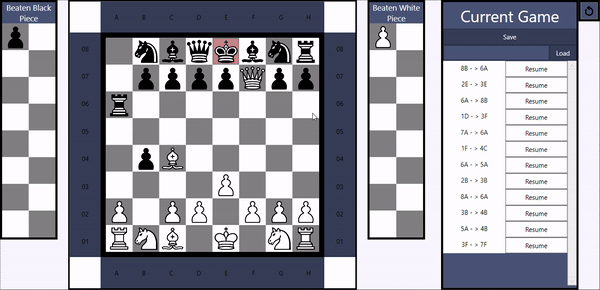 Beaten Black
Piece
A B C D E F G H
08 08
07 07
06 06
05 05
04 04
03 03
02 02
01 01
A B C D E F G H
Beaten White
Piece
Current Game
Save
Load
8B - > 6A Resume
2E - > 3E Resume
6A - > 8B Resume
1D - > 3F Resume
7A - > 6A Resume
1F - > 4C Resume
6A - > 5A Resume
2B - > 3B Resume
8A - > 6A Resume
3B - > 4B Resume
5A - > 4B Resume
3F - > 7F Resume